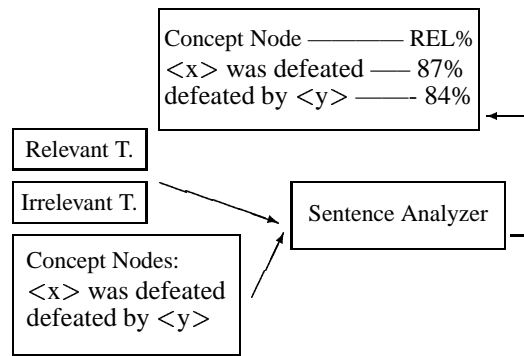 Concept Node ———— REL%
<x> was defeated —— 87%
defeated by <y> ——- 84%
Relevant T.
Irrelevant T.
Sentence Analyzer
Concept Nodes:
<x> was defeated
defeated by <y>